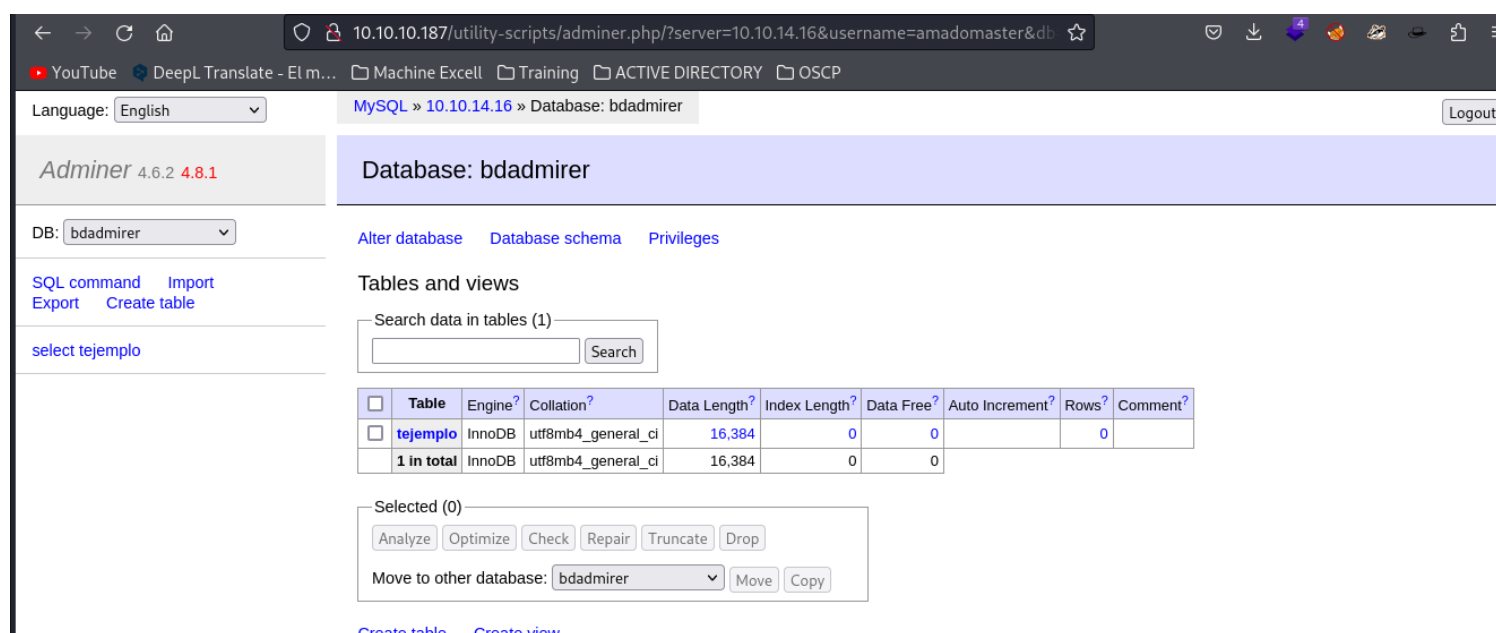 10.10.10.187/utility-scripts/adminer.php/?server=10.10.14.16&username=amadomaster&db
4
YouTube DeepL Translate - El m... Machine Excell Training ACTIVE DIRECTORY OSCP
Language: English
MySQL » 10.10.14.16 » Database: bdadmirer
Logout
Adminer 4.6.2 4.8.1
Database: bdadmirer
DB: bdadmirer
Alter database Database schema Privileges
SQL command Import
Export Create table
Tables and views
Search data in tables (1)
Search
select tejemplo
Table Engine? Collation? Data Length? Index Length? Data Free? Auto Increment? Rows? Comment?
tejemplo InnoDB utf8mb4_general_ci 16,384 0 0 0
1 in total InnoDB utf8mb4_general_ci 16,384 0 0
Selected (0)
Analyze Optimize Check Repair Truncate Drop
Move to other database: bdadmirer Move Copy
Create table Create view